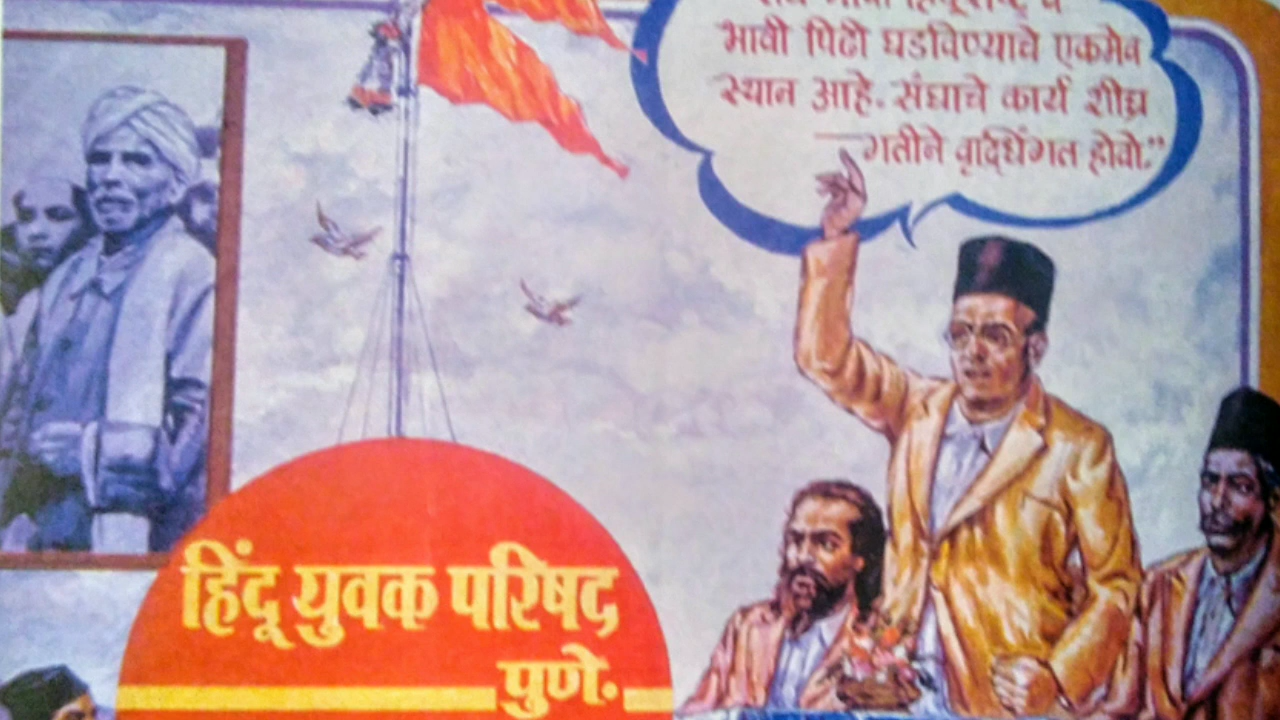 भावी पिढी घडविण्याचे एकमेव
स्थान आहे. संघाचे कार्य शीघ्र
गतीने वृद्धिंगत होवो.”
हिंदू युवक परिषद
पुणे.